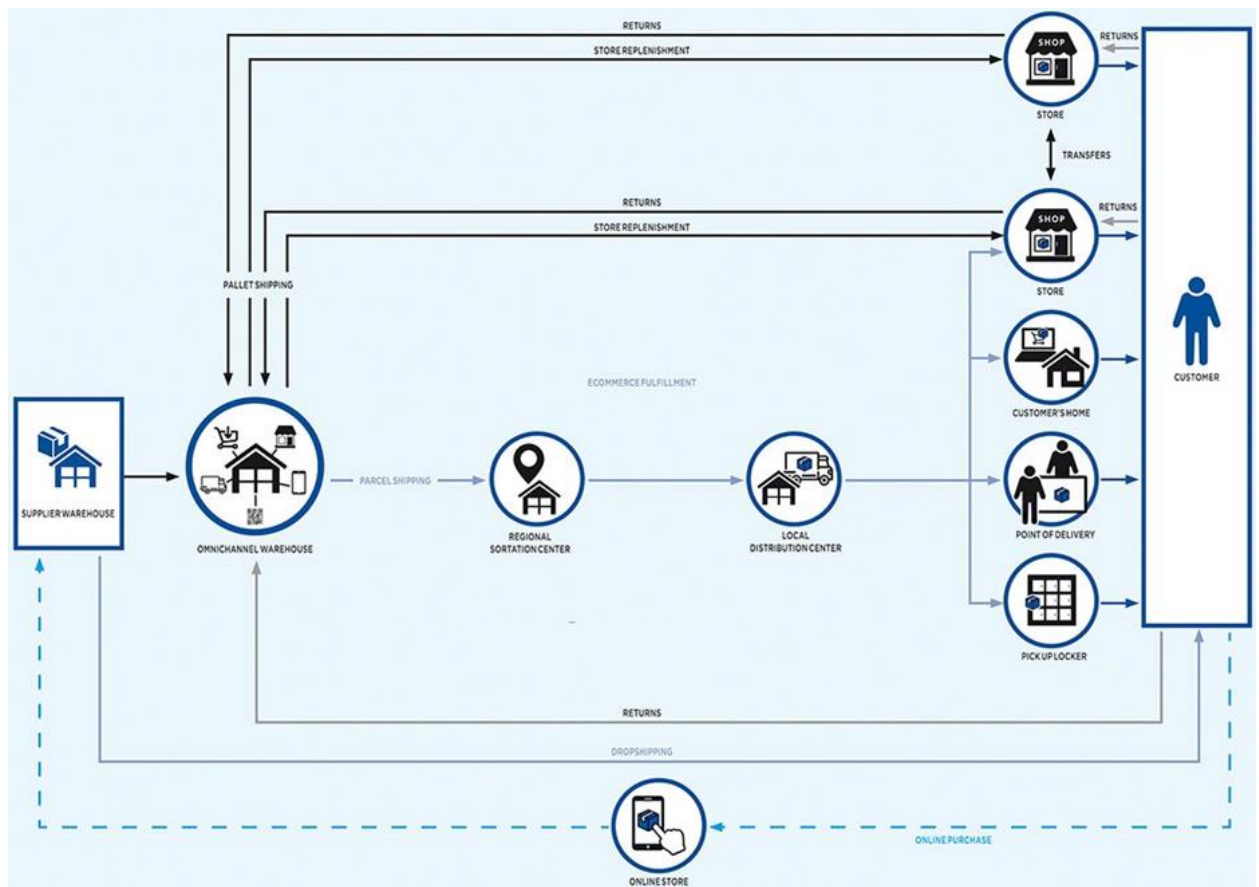 RETURNS
STORE REPLENISHMENT
SHOP
STORE
RETURNS
TRANSFERS
RETURNS
STORE REPLENISHMENT
SHOP
STORE
RETURNS
PALLET SHIPPING
ECOMMERCE FULFILLMENT
CUSTOMER'S HOME
CUSTOMER
SUPPLIER WAREHOUSE
OMNICHANNEL WAREHOUSE
PARCEL SHIPPING
REGIONAL
SORTATION CENTER
LOCAL
DISTRIBUTION CENTER
POINT OF DELIVERY
PICK UP LOCKER
RETURNS
DROPSHIPPING
ONLINE PURCHASE
ONLINE STORE